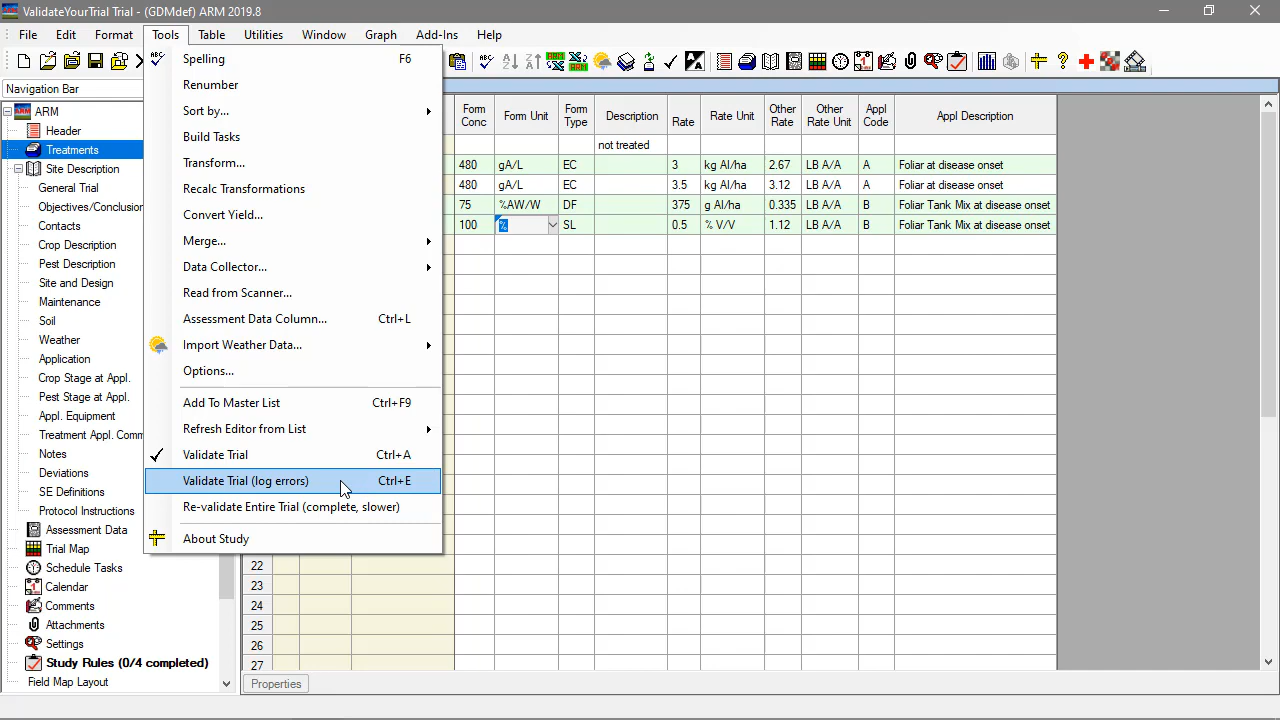 ValidateYourTrial Trial - (GDMdef) ARM 2019.8
File Edit Format Tools Table Utilities Window Graph Add-Ins Help
Navigation Bar
ARM
Header
Treatments
Site Description
General Trial
Objectives/Conclusion
Contacts
Crop Description
Pest Description
Site and Design
Maintenance
Soil
Weather
Application
Crop Stage at Appl.
Pest Stage at Appl.
Appl. Equipment
Treatment Appl. Comm
Notes
Deviations
SE Definitions
Protocol Instructions
Assessment Data
Trial Map
Schedule Tasks
Calendar
Comments
Attachments
Settings
Study Rules (0/4 completed)
Field Map Layout
Spelling F6
Renumber
Sort by...
Build Tasks
Transform...
Recalc Transformations
Convert Yield...
Merge...
Data Collector...
Read from Scanner...
Assessment Data Column... Ctrl+L
Import Weather Data...
Options...
Add To Master List Ctrl+F9
Refresh Editor from List
Validate Trial Ctrl+A
Validate Trial (log errors) Ctrl+E
Re-validate Entire Trial (complete, slower)
About Study
Form Conc Form Unit Form Type Description Rate Rate Unit Other Rate Other Rate Unit Appl Code Appl Description
not treated
480 gA/L EC 3 kg AI/ha 2.67 LB A/A A Foliar at disease onset
480 gA/L EC 3.5 kg AI/ha 3.12 LB A/A A Foliar at disease onset
75 %AW/W DF 375 g AI/ha 0.335 LB A/A B Foliar Tank Mix at disease onset
100 % SL 0.5 % V/V 1.12 LB A/A B Foliar Tank Mix at disease onset
22
23
24
25
26
27
Properties